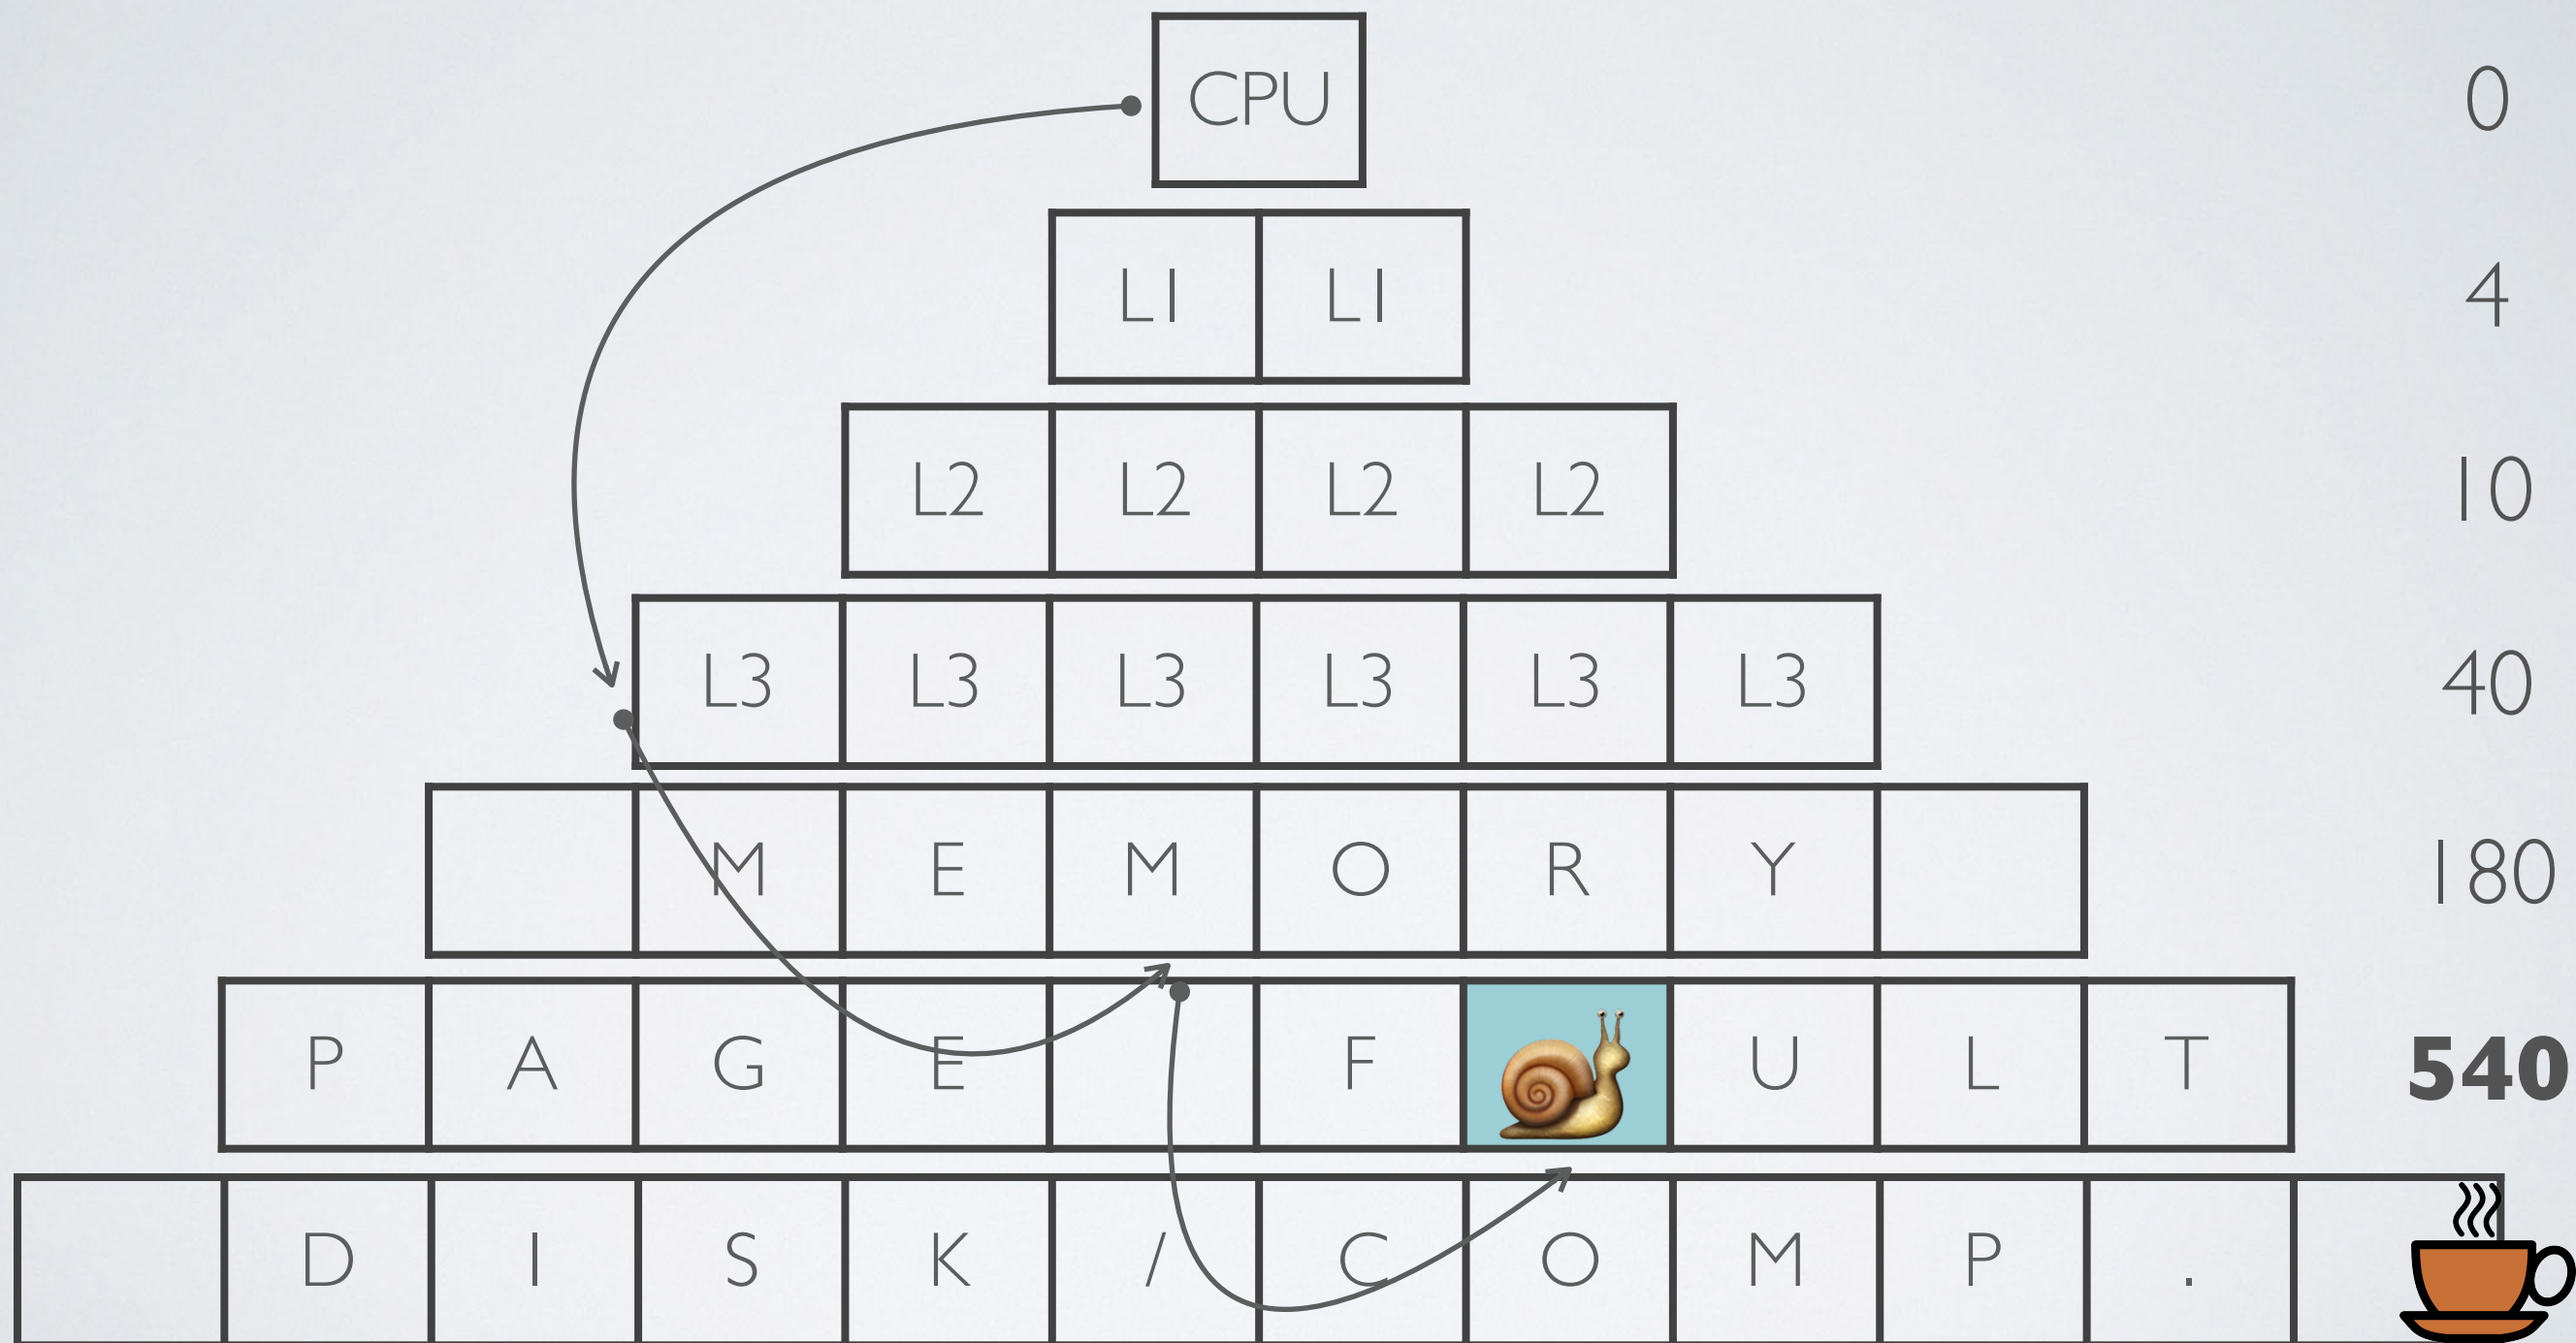 CPU 0
L1 L1 4
L2 L2 L2 L2 10
L3 L3 L3 L3 L3 L3 40
M E M O R Y 180
P A G E F U L T 540
D I S K / C O M P .